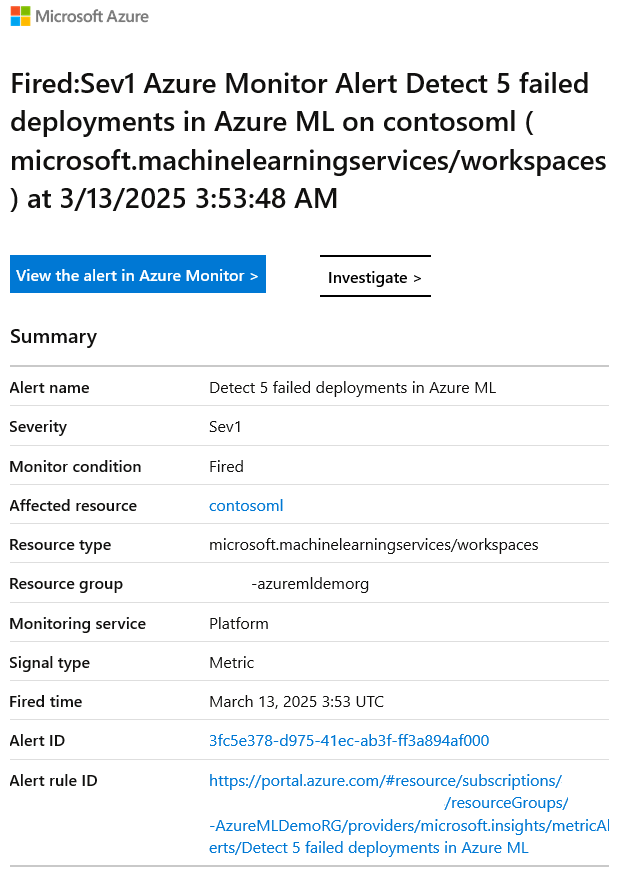 Microsoft Azure
Fired:Sev1 Azure Monitor Alert Detect 5 failed
deployments in Azure ML on contosoml (
microsoft.machinelearningservices/workspaces
) at 3/13/2025 3:53:48 AM
View the alert in Azure Monitor >
Investigate >
Summary
Alert name Detect 5 failed deployments in Azure ML
Severity Sev1
Monitor condition Fired
Affected resource contosoml
Resource type microsoft.machinelearningservices/workspaces
Resource group -azuremldemorg
Monitoring service Platform
Signal type Metric
Fired time March 13, 2025 3:53 UTC
Alert ID 3fc5e378-d975-41ec-ab3f-ff3a894af000
Alert rule ID https://portal.azure.com/#resource/subscriptions/
/resourceGroups/
-AzureMLDemoRG/providers/microsoft.insights/metricAl
erts/Detect 5 failed deployments in Azure ML